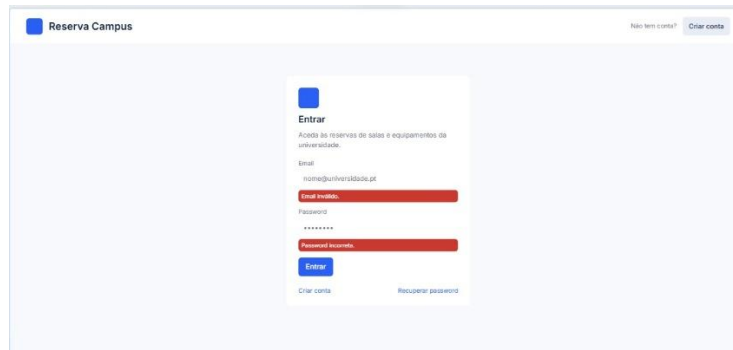 Reserva Campus
Não tem conta? Criar conta
Entrar
Aceda às reservas de salas e equipamentos da
universidade.
Email
nome@universidade.pt
Email inválido.
Password
••••••••
Password incorreta.
Entrar
Criar conta Recuperar password